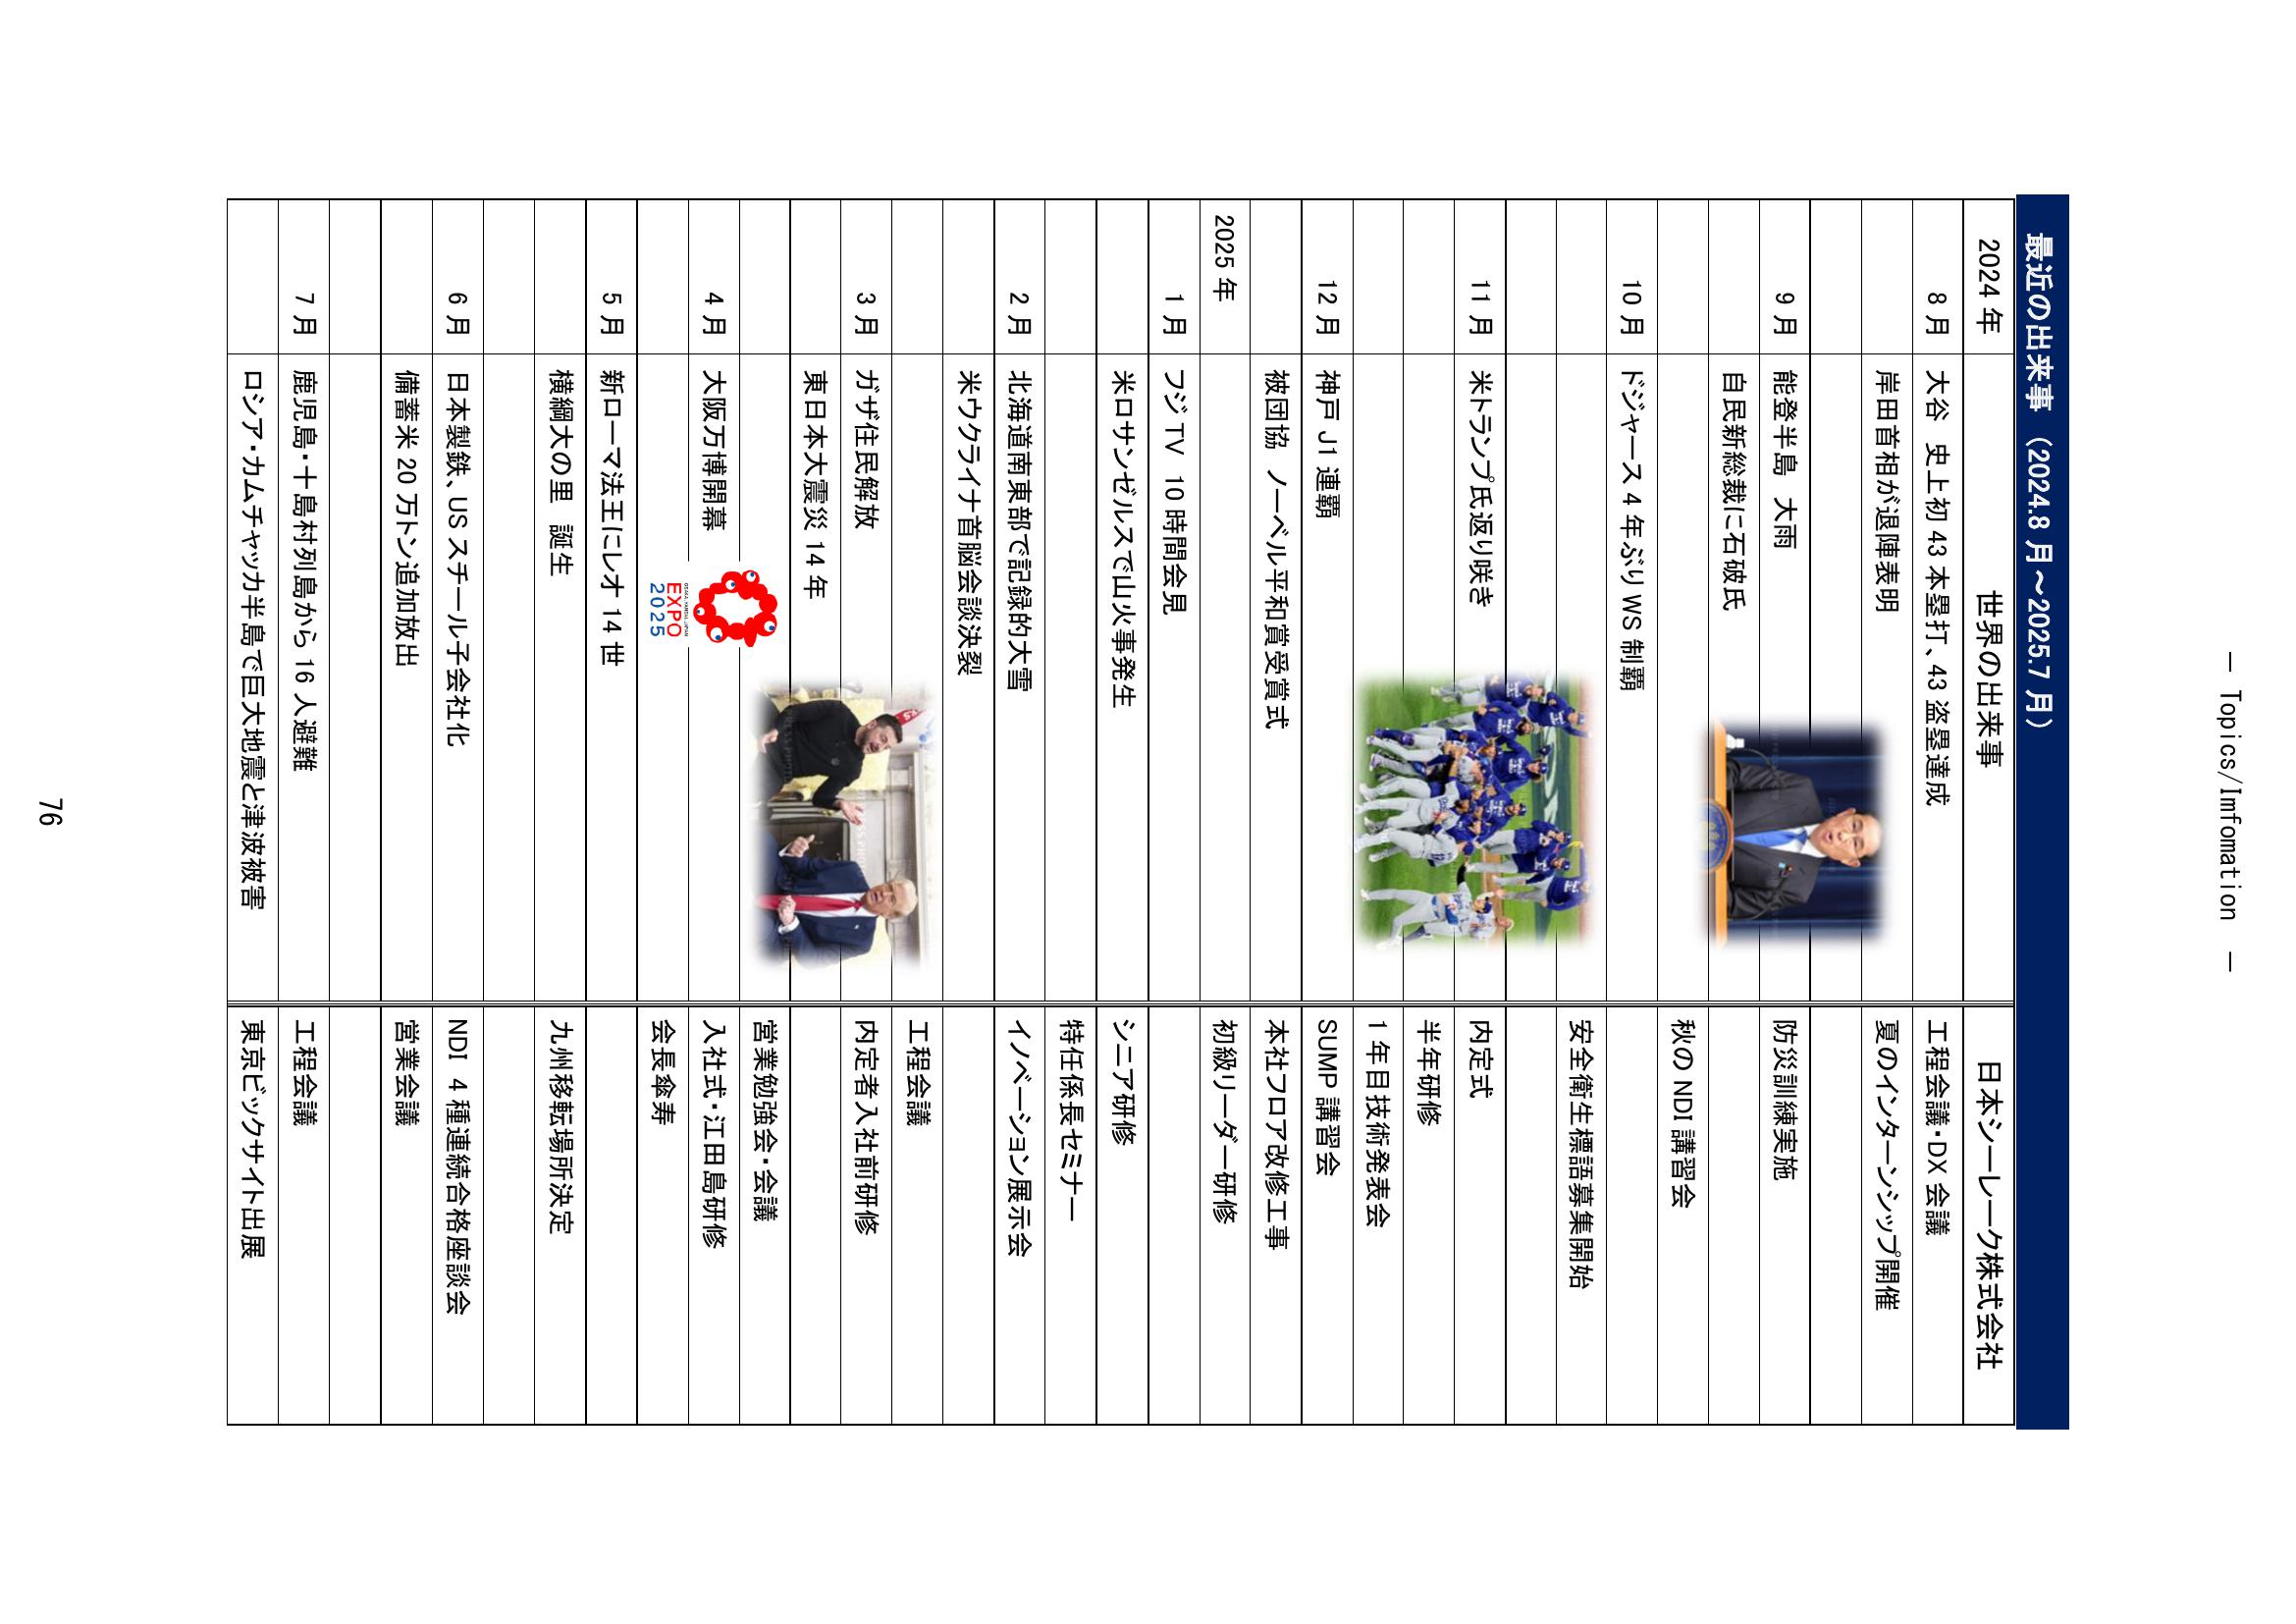 ― Topics/Imfomation ―
最近の出来事 （2024.8 月～2025.7 月）
2024 年 世界の出来事 日本シーレーク株式会社
8 月 大谷 史上初 43 本塁打、43 盗塁達成 工程会議・DX 会議
岸田首相が退陣表明 夏のインターンシップ開催
9 月 能登半島 大雨 防災訓練実施
自民新総裁に石破氏
秋の NDI 講習会
10 月 ドジャース 4 年ぶり WS 制覇
安全衛生標語募集開始
11 月 米トランプ氏返り咲き 内定式
半年研修
1 年目技術発表会
12 月 神戸 J1 連覇 SUMP 講習会
被団協 ノーベル平和賞受賞式 本社フロア改修工事
2025 年 初級リーダー研修
1 月 フジ TV 10 時間会見
米ロサンゼルスで山火事発生 シニア研修
特任係長セミナー
2 月 北海道南東部で記録的大雪 イノベーション展示会
米ウクライナ首脳会談決裂
工程会議
3 月 ガザ住民解放 内定者入社前研修
東日本大震災 14 年
営業勉強会・会議
4 月 大阪万博開幕 入社式・江田島研修
会長傘寿
OSAKA, KANSAI, JAPAN
EXPO
2025
5 月 新ローマ法王にレオ 14 世
横綱大の里 誕生 九州移転場所決定
6 月 日本製鉄、US スチール子会社化 NDI 4 種連続合格座談会
備蓄米 20 万トン追加放出 営業会議
7 月 鹿児島・十島村列島から 16 人避難 工程会議
ロシア・カムチャッカ半島で巨大地震と津波被害 東京ビックサイト出展
76